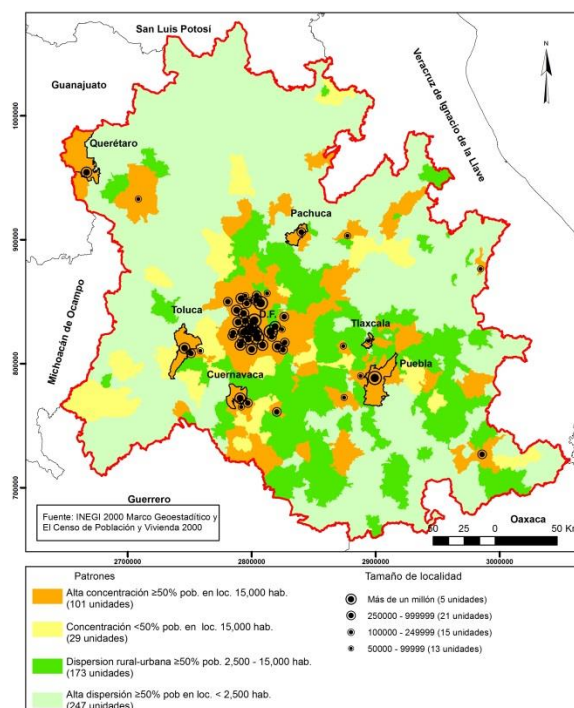 San Luis Potosí
N
Guanajuato
Veracruz de Ignacio de la Llave
1000000
Querétaro
Pachuca
900000
D.F.
Michoacán de Ocampo
Toluca
Tlaxcala
800000
Puebla
Cuernavaca
700000
Guerrero
Oaxaca
Fuente: INEGI 2000 Marco Geoestadítico y
El Censo de Población y Vivienda 2000
50 0 50 Km
2700000 2800000 2900000 3000000
Patrones
Alta concentración ≥50% pob. en loc. 15,000 hab.
(101 unidades)
Concentración <50% pob. en loc. 15,000 hab.
(29 unidades)
Dispersion rural-urbana ≥50% pob. 2,500 - 15,000 hab.
(173 unidades)
Alta dispersión ≥50% pob en loc. < 2,500 hab.
(247 unidades)
Tamaño de localidad
Más de un millón (5 unidades)
250000 - 999999 (21 unidades)
100000 - 249999 (15 unidades)
50000 - 99999 (13 unidades)